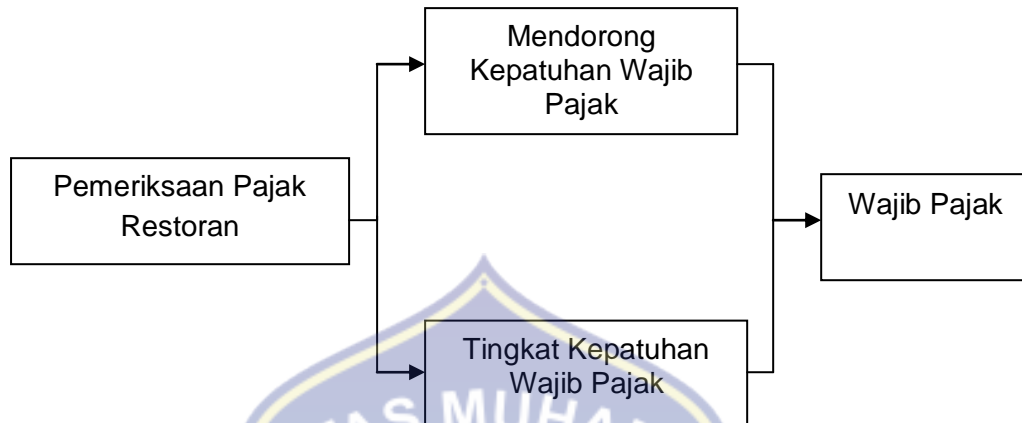 Mendorong
Kepatuhan Wajib
Pajak
Pemeriksaan Pajak
Restoran
Wajib Pajak
Tingkat Kepatuhan
Wajib Pajak